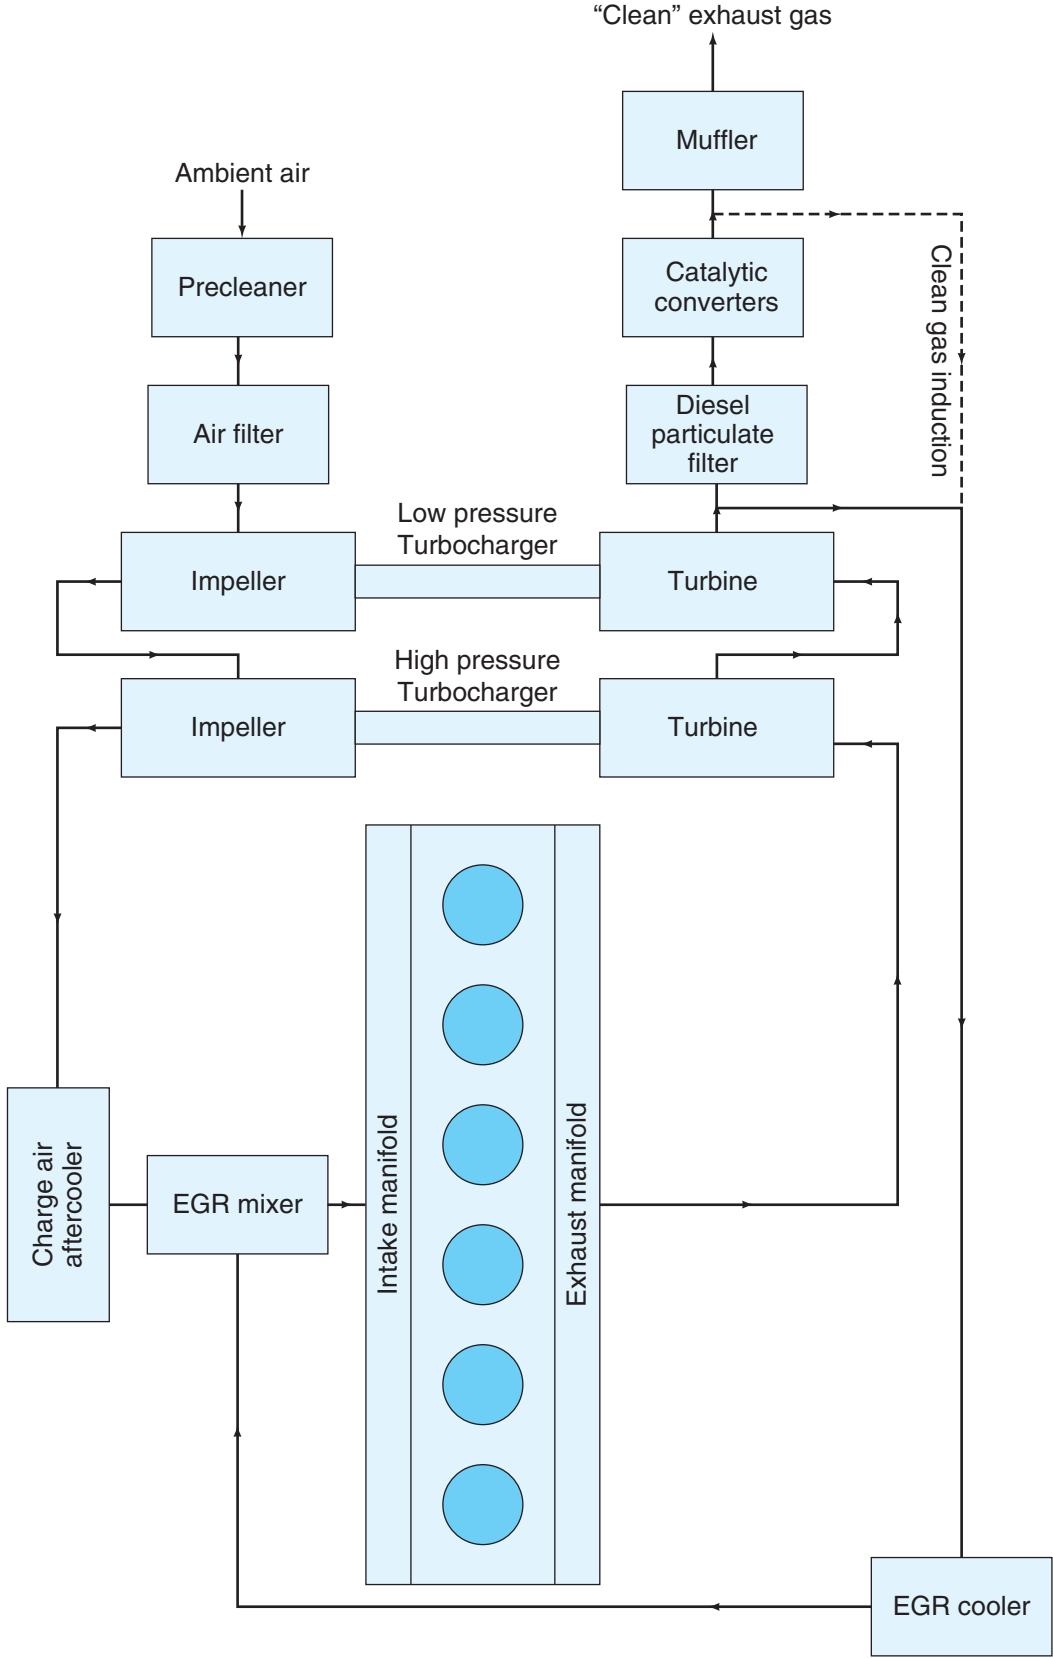 “Clean” exhaust gas
Muffler
Ambient air
Precleaner
Catalytic
converters
Clean gas induction
Air filter
Diesel
particulate
filter
Low pressure
Turbocharger
Impeller
Turbine
High pressure
Turbocharger
Impeller
Turbine
Charge air
aftercooler
EGR mixer
Intake manifold
Exhaust manifold
EGR cooler